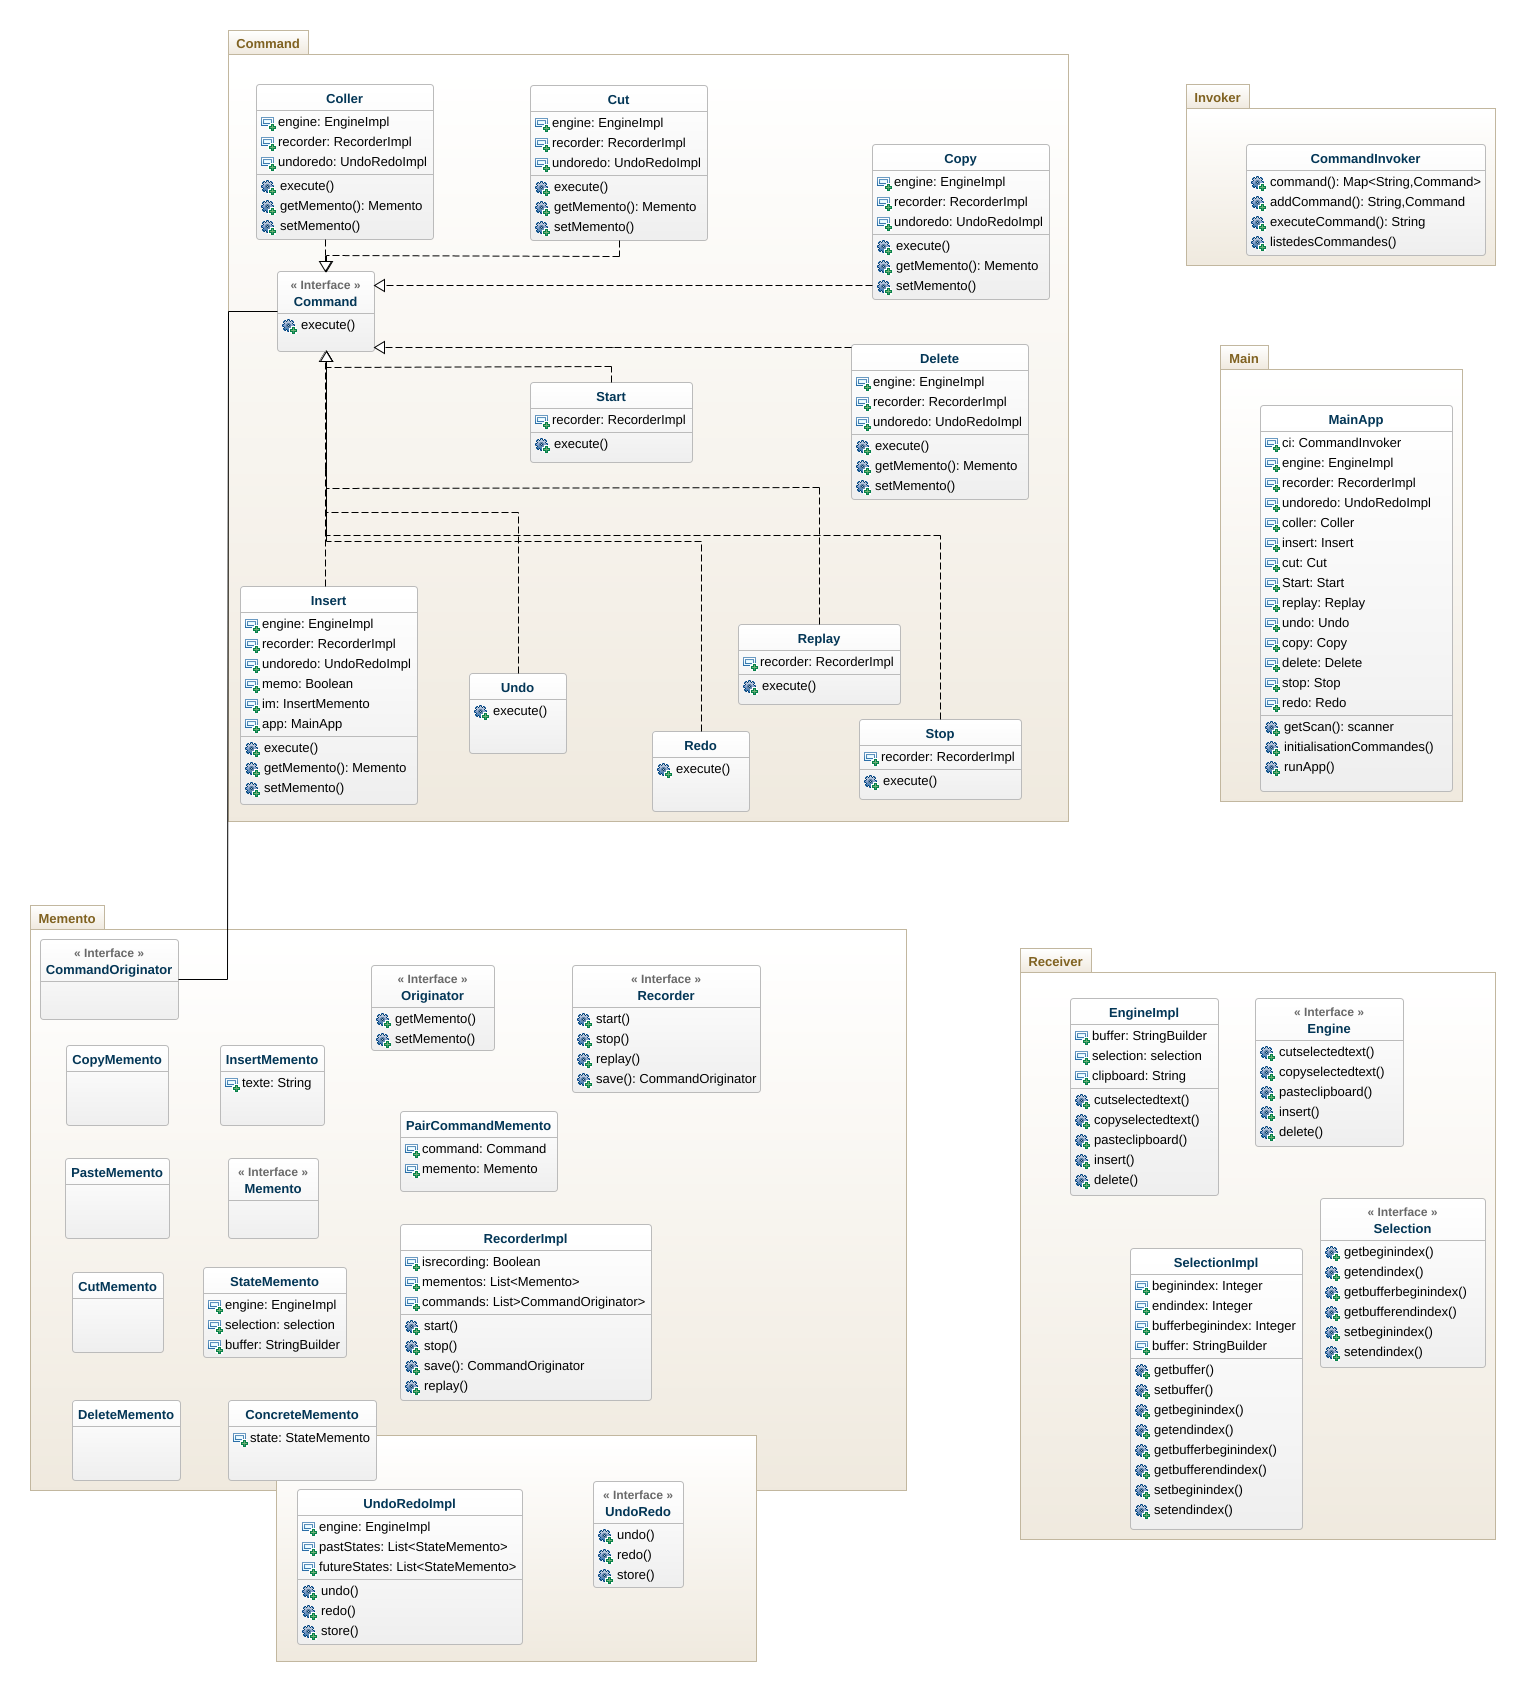 Command
Coller
engine: EngineImpl
recorder: RecorderImpl
undoredo: UndoRedoImpl
execute()
getMemento(): Memento
setMemento()
Cut
engine: EngineImpl
recorder: RecorderImpl
undoredo: UndoRedoImpl
execute()
getMemento(): Memento
setMemento()
Copy
engine: EngineImpl
recorder: RecorderImpl
undoredo: UndoRedoImpl
execute()
getMemento(): Memento
setMemento()
« Interface »
Command
execute()
Delete
engine: EngineImpl
recorder: RecorderImpl
undoredo: UndoRedoImpl
execute()
getMemento(): Memento
setMemento()
Start
recorder: RecorderImpl
execute()
Insert
engine: EngineImpl
recorder: RecorderImpl
undoredo: UndoRedoImpl
memo: Boolean
im: InsertMemento
app: MainApp
execute()
getMemento(): Memento
setMemento()
Undo
execute()
Replay
recorder: RecorderImpl
execute()
Redo
execute()
Stop
recorder: RecorderImpl
execute()
Invoker
CommandInvoker
command(): Map<String,Command>
addCommand(): String,Command
executeCommand(): String
listedesCommandes()
Main
MainApp
ci: CommandInvoker
engine: EngineImpl
recorder: RecorderImpl
undoredo: UndoRedoImpl
coller: Coller
insert: Insert
cut: Cut
Start: Start
replay: Replay
undo: Undo
copy: Copy
delete: Delete
stop: Stop
redo: Redo
getScan(): scanner
initialisationCommandes()
runApp()
Memento
« Interface »
CommandOriginator
« Interface »
Originator
getMemento()
setMemento()
« Interface »
Recorder
start()
stop()
replay()
save(): CommandOriginator
CopyMemento
InsertMemento
texte: String
PairCommandMemento
command: Command
memento: Memento
PasteMemento
« Interface »
Memento
RecorderImpl
isrecording: Boolean
mementos: List<Memento>
commands: List>CommandOriginator>
start()
stop()
save(): CommandOriginator
replay()
CutMemento
StateMemento
engine: EngineImpl
selection: selection
buffer: StringBuilder
DeleteMemento
ConcreteMemento
state: StateMemento
UndoRedoImpl
engine: EngineImpl
pastStates: List<StateMemento>
futureStates: List<StateMemento>
undo()
redo()
store()
« Interface »
UndoRedo
undo()
redo()
store()
Receiver
EngineImpl
buffer: StringBuilder
selection: selection
clipboard: String
cutselectedtext()
copyselectedtext()
pasteclipboard()
insert()
delete()
« Interface »
Engine
cutselectedtext()
copyselectedtext()
pasteclipboard()
insert()
delete()
« Interface »
Selection
getbeginindex()
getendindex()
getbufferbeginindex()
getbufferendindex()
setbeginindex()
setendindex()
SelectionImpl
beginindex: Integer
endindex: Integer
bufferbeginindex: Integer
buffer: StringBuilder
getbuffer()
setbuffer()
getbeginindex()
getendindex()
getbufferbeginindex()
getbufferendindex()
setbeginindex()
setendindex()